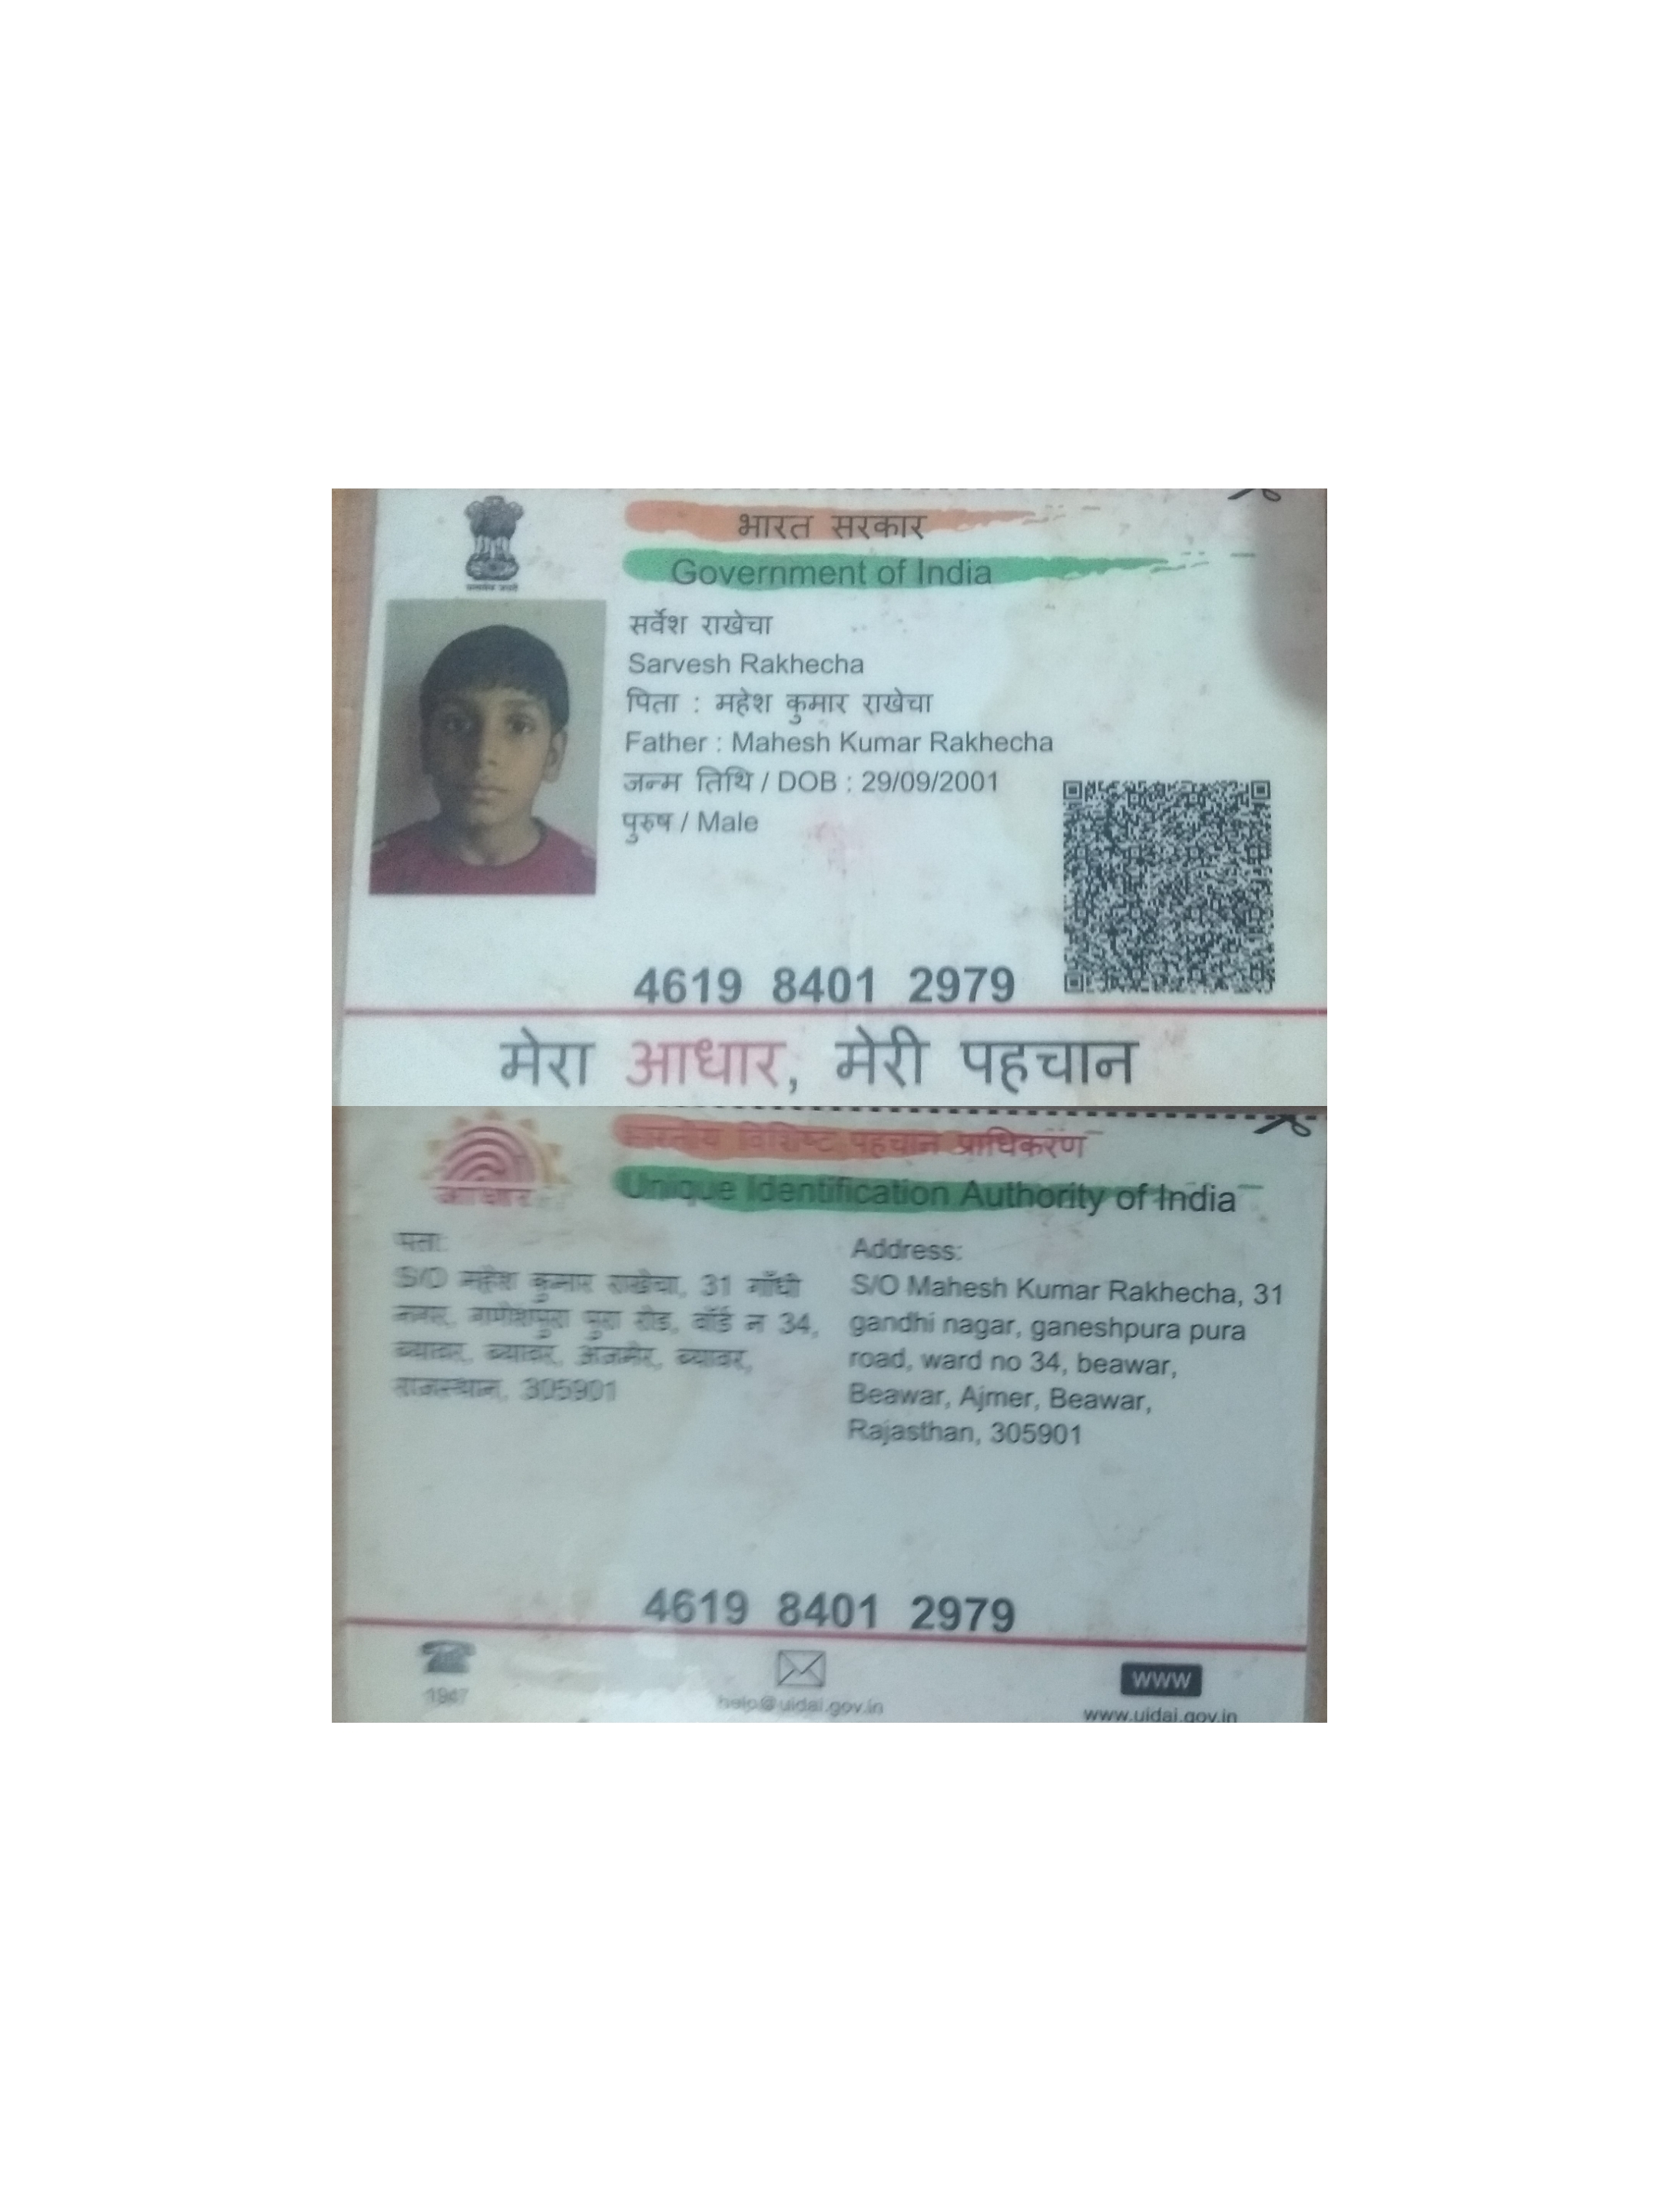 भारत सरकार
Government of India
सर्वेश राखेचा
Sarvesh Rakhecha
पिता : महेश कुमार राखेचा
Father : Mahesh Kumar Rakhecha
जन्म तिथि / DOB : 29/09/2001
पुरुष / Male
4619 8401 2979
मेरा आधार, मेरी पहचान
भारतीय विशिष्ट पहचान प्राधिकरण
आधार
Unique Identification Authority of India
पता:
S/O महेश कुमार राखेचा, 31 गाँधी
नगर, गणेशपुरा पुरा रोड, वॉर्ड न 34,
ब्यावर, ब्यावर, अजमेर, ब्यावर,
राजस्थान, 305901
Address:
S/O Mahesh Kumar Rakhecha, 31
gandhi nagar, ganeshpura pura
road, ward no 34, beawar,
Beawar, Ajmer, Beawar,
Rajasthan, 305901
4619 8401 2979
1947
help@uidai.gov.in
www
www.uidai.gov.in